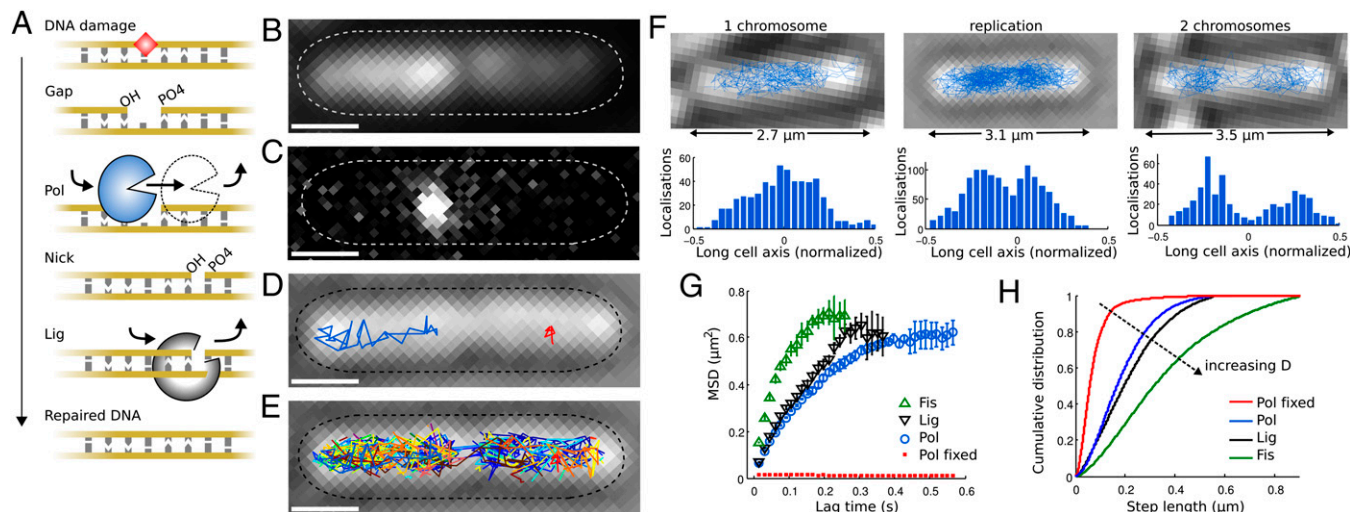 A
DNA damage
Gap
OH
PO4
Pol
Nick
OH
PO4
Lig
Repaired DNA
B
C
D
E
F
1 chromosome
replication
2 chromosomes
2.7 μm
3.1 μm
3.5 μm
Localisations
60
40
20
0
−0.5
0
0.5
Long cell axis (normalized)
Localisations
100
50
0
−0.5
0
0.5
Long cell axis (normalized)
Localisations
60
40
20
0
−0.5
0
0.5
Long cell axis (normalized)
G
MSD (μm²)
0.8
0.6
0.4
0.2
0
0
0.1
0.2
0.3
0.4
0.5
0.6
Lag time (s)
Fis
Lig
Pol
Pol fixed
H
Cumulative distribution
1
0.8
0.6
0.4
0.2
0
0
0.2
0.4
0.6
0.8
Step length (μm)
increasing D
Pol fixed
Pol
Lig
Fis